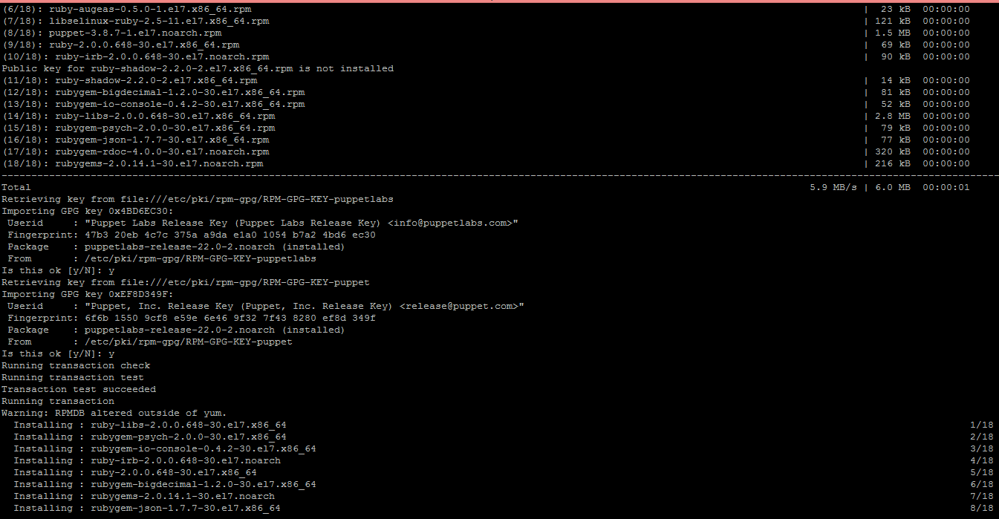 (6/18): ruby-augeas-0.5.0-1.el7.x86_64.rpm | 23 kB 00:00:00
(7/18): libselinux-ruby-2.5-11.el7.x86_64.rpm | 121 kB 00:00:00
(8/18): puppet-3.8.7-1.el7.noarch.rpm | 1.5 MB 00:00:00
(9/18): ruby-2.0.0.648-30.el7.x86_64.rpm | 69 kB 00:00:00
(10/18): ruby-irb-2.0.0.648-30.el7.noarch.rpm | 90 kB 00:00:00
Public key for ruby-shadow-2.2.0-2.el7.x86_64.rpm is not installed
(11/18): ruby-shadow-2.2.0-2.el7.x86_64.rpm | 14 kB 00:00:00
(12/18): rubygem-bigdecimal-1.2.0-30.el7.x86_64.rpm | 81 kB 00:00:00
(13/18): rubygem-io-console-0.4.2-30.el7.x86_64.rpm | 52 kB 00:00:00
(14/18): ruby-libs-2.0.0.648-30.el7.x86_64.rpm | 2.8 MB 00:00:00
(15/18): rubygem-psych-2.0.0-30.el7.x86_64.rpm | 79 kB 00:00:00
(16/18): rubygem-json-1.7.7-30.el7.x86_64.rpm | 77 kB 00:00:00
(17/18): rubygem-rdoc-4.0.0-30.el7.noarch.rpm | 320 kB 00:00:00
(18/18): rubygems-2.0.14.1-30.el7.noarch.rpm | 216 kB 00:00:00
--------------------------------------------------------------------------------
Total 5.9 MB/s | 6.0 MB 00:00:01
Retrieving key from file:///etc/pki/rpm-gpg/RPM-GPG-KEY-puppetlabs
Importing GPG key 0x4BD6EC30:
Userid : "Puppet Labs Release Key (Puppet Labs Release Key) <info@puppetlabs.com>"
Fingerprint: 47b3 20eb 4c7c 375a a9da e1a0 1054 b7a2 4bd6 ec30
Package : puppetlabs-release-22.0-2.noarch (installed)
From : /etc/pki/rpm-gpg/RPM-GPG-KEY-puppetlabs
Is this ok [y/N]: y
Retrieving key from file:///etc/pki/rpm-gpg/RPM-GPG-KEY-puppet
Importing GPG key 0xEF8D349F:
Userid : "Puppet, Inc. Release Key (Puppet, Inc. Release Key) <release@puppet.com>"
Fingerprint: 6f6b 1550 9cf8 e59e 6e46 9f32 7f43 8280 ef8d 349f
Package : puppetlabs-release-22.0-2.noarch (installed)
From : /etc/pki/rpm-gpg/RPM-GPG-KEY-puppet
Is this ok [y/N]: y
Running transaction check
Running transaction test
Transaction test succeeded
Running transaction
Warning: RPMDB altered outside of yum.
Installing : ruby-libs-2.0.0.648-30.el7.x86_64 1/18
Installing : rubygem-psych-2.0.0-30.el7.x86_64 2/18
Installing : rubygem-io-console-0.4.2-30.el7.x86_64 3/18
Installing : ruby-irb-2.0.0.648-30.el7.noarch 4/18
Installing : ruby-2.0.0.648-30.el7.x86_64 5/18
Installing : rubygem-bigdecimal-1.2.0-30.el7.x86_64 6/18
Installing : rubygems-2.0.14.1-30.el7.noarch 7/18
Installing : rubygem-json-1.7.7-30.el7.x86_64 8/18